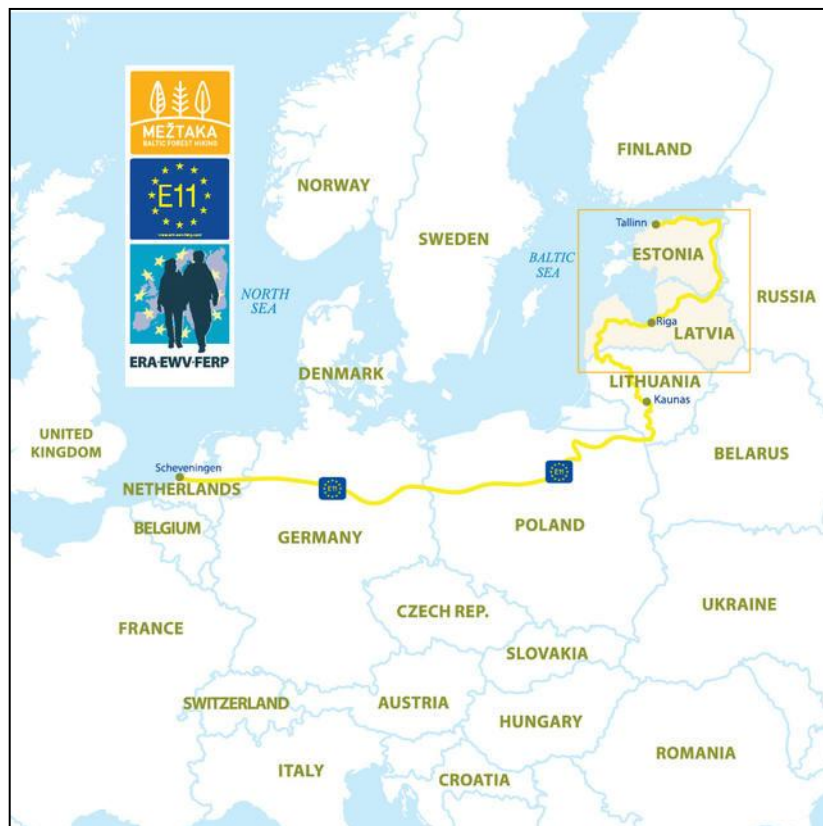 MEŽTAKA
BALTIC FOREST HIKING
E11
ERA-EWV-FERP
FINLAND
NORWAY
SWEDEN
Tallinn
ESTONIA
BALTIC
SEA
NORTH
SEA
RUSSIA
Riga
LATVIA
DENMARK
LITHUANIA
Kaunas
UNITED
KINGDOM
BELARUS
Scheveningen
NETHERLANDS
E11
E11
BELGIUM
GERMANY
POLAND
CZECH REP.
UKRAINE
FRANCE
SLOVAKIA
SWITZERLAND
AUSTRIA
HUNGARY
ROMANIA
ITALY
CROATIA